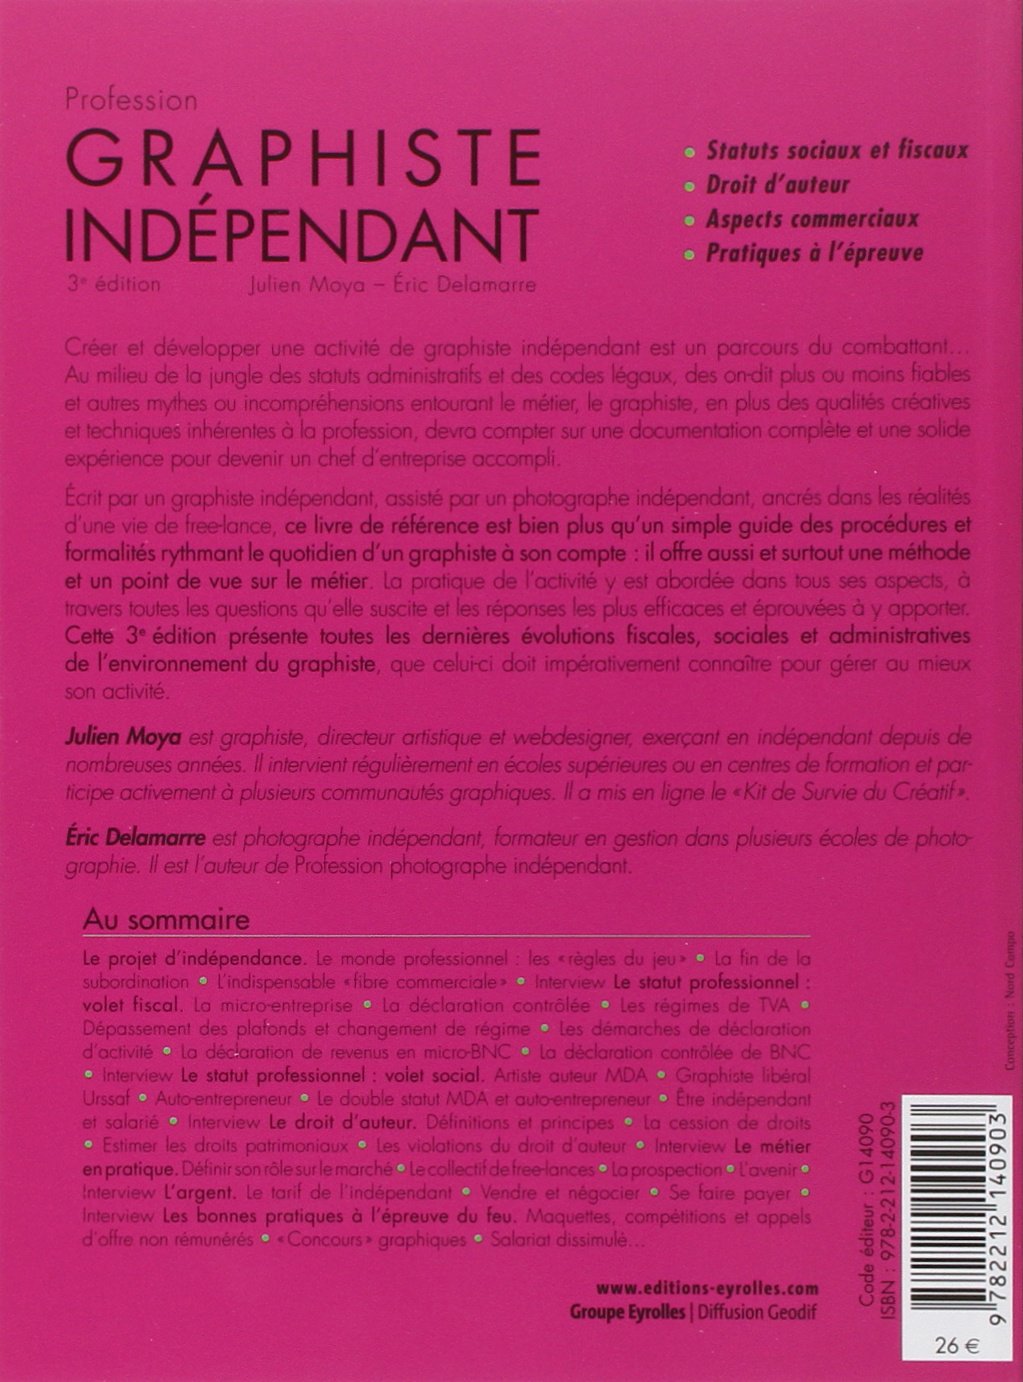 Profession
GRAPHISTE
INDÉPENDANT
3e édition Julien Moya – Éric Delamarre
• Statuts sociaux et fiscaux
• Droit d'auteur
• Aspects commerciaux
• Pratiques à l'épreuve
Créer et développer une activité de graphiste indépendant est un parcours du combattant...
Au milieu de la jungle des statuts administratifs et des codes légaux, des on-dit plus ou moins fiables
et autres mythes ou incompréhensions entourant le métier, le graphiste, en plus des qualités créatives
et techniques inhérentes à la profession, devra compter sur une documentation complète et une solide
expérience pour devenir un chef d'entreprise accompli.
Écrit par un graphiste indépendant, assisté par un photographe indépendant, ancrés dans les réalités
d'une vie de free-lance, ce livre de référence est bien plus qu'un simple guide des procédures et
formalités rythmant le quotidien d'un graphiste à son compte : il offre aussi et surtout une méthode
et un point de vue sur le métier. La pratique de l'activité y est abordée dans tous ses aspects, à
travers toutes les questions qu'elle suscite et les réponses les plus efficaces et éprouvées à y apporter.
Cette 3e édition présente toutes les dernières évolutions fiscales, sociales et administratives
de l'environnement du graphiste, que celui-ci doit impérativement connaître pour gérer au mieux
son activité.
Julien Moya est graphiste, directeur artistique et webdesigner, exerçant en indépendant depuis de
nombreuses années. Il intervient régulièrement en écoles supérieures ou en centres de formation et par-
ticipe activement à plusieurs communautés graphiques. Il a mis en ligne le « Kit de Survie du Créatif ».
Éric Delamarre est photographe indépendant, formateur en gestion dans plusieurs écoles de photo-
graphie. Il est l'auteur de Profession photographe indépendant.
Au sommaire
Le projet d'indépendance. Le monde professionnel : les « règles du jeu » • La fin de la
subordination • L'indispensable « fibre commerciale » • Interview Le statut professionnel :
volet fiscal. La micro-entreprise • La déclaration contrôlée • Les régimes de TVA •
Dépassement des plafonds et changement de régime • Les démarches de déclaration
d'activité • La déclaration de revenus en micro-BNC • La déclaration contrôlée de BNC
• Interview Le statut professionnel : volet social. Artiste auteur MDA • Graphiste libéral
Urssaf • Auto-entrepreneur • Le double statut MDA et auto-entrepreneur • Être indépendant
et salarié • Interview Le droit d'auteur. Définitions et principes • La cession de droits
• Estimer les droits patrimoniaux • Les violations du droit d'auteur • Interview Le métier
en pratique. Définir son rôle sur le marché • Le collectif de free-lances • La prospection • L'avenir •
Interview L'argent. Le tarif de l'indépendant • Vendre et négocier • Se faire payer •
Interview Les bonnes pratiques à l'épreuve du feu. Maquettes, compétitions et appels
d'offre non rémunérés • « Concours » graphiques • Salariat dissimulè...
www.editions-eyrolles.com
Groupe Eyrolles | Diffusion Geodif
Conception : Nord Compo
Code éditeur : G14090
ISBN : 978-2-212-14090-3
9 782212 140903
26 €